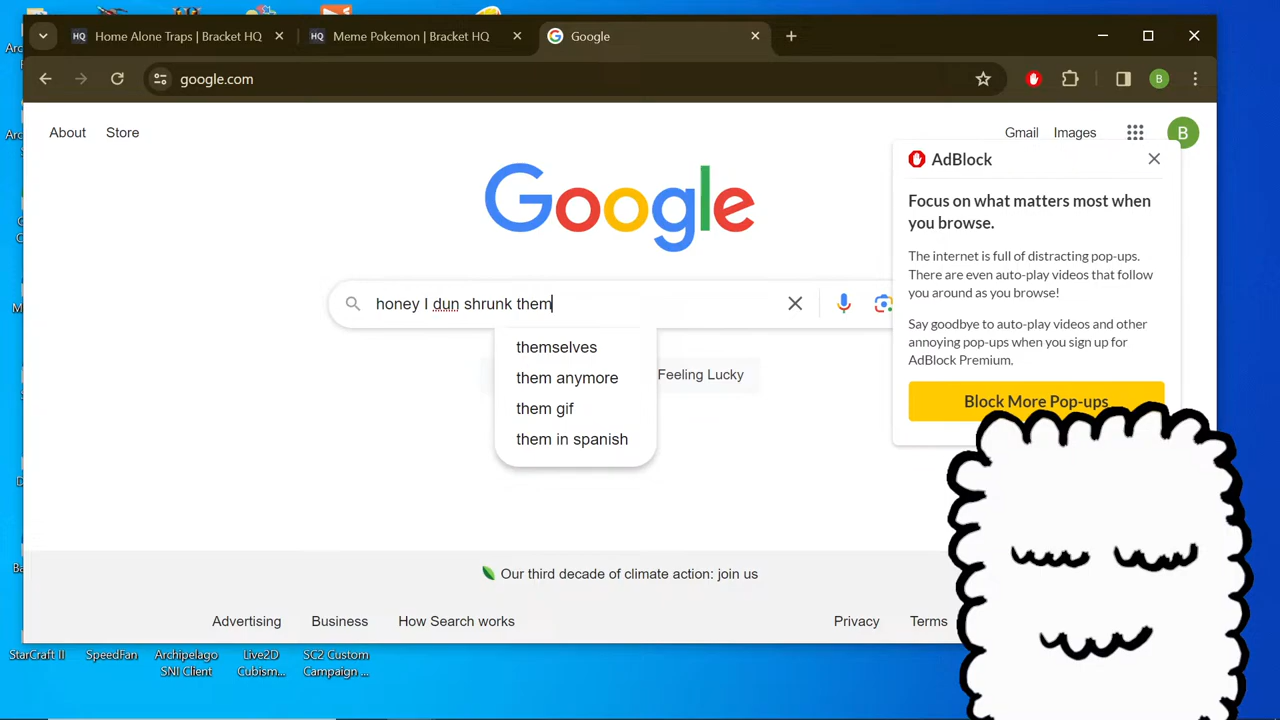 Home Alone Traps | Bracket HQ
Meme Pokemon | Bracket HQ
Google
google.com
B
About
Store
Gmail
Images
B
Google
AdBlock
Focus on what matters most when
you browse.
The internet is full of distracting pop-ups.
There are even auto-play videos that follow
you around as you browse!
Say goodbye to auto-play videos and other
annoying pop-ups when you sign up for
AdBlock Premium.
Block More Pop-ups
honey I dun shrunk them
themselves
them anymore
them gif
them in spanish
Feeling Lucky
Our third decade of climate action: join us
Advertising
Business
How Search works
Privacy
Terms
StarCraft II
SpeedFan
Archipelago
SNI Client
Live2D
Cubism...
SC2 Custom
Campaign ...